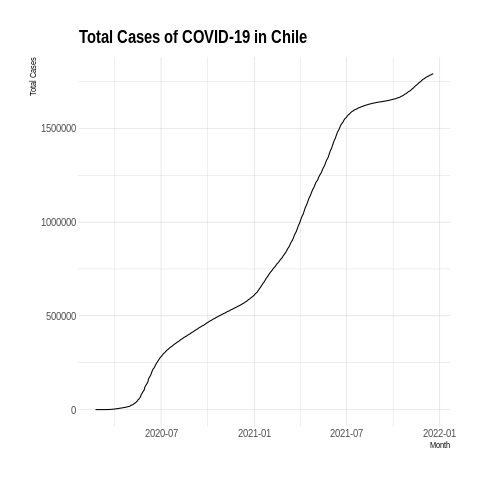 Total Cases of COVID-19 in Chile
Total Cases
1500000
1000000
500000
0
2020-07 2021-01 2021-07 2022-01
Month